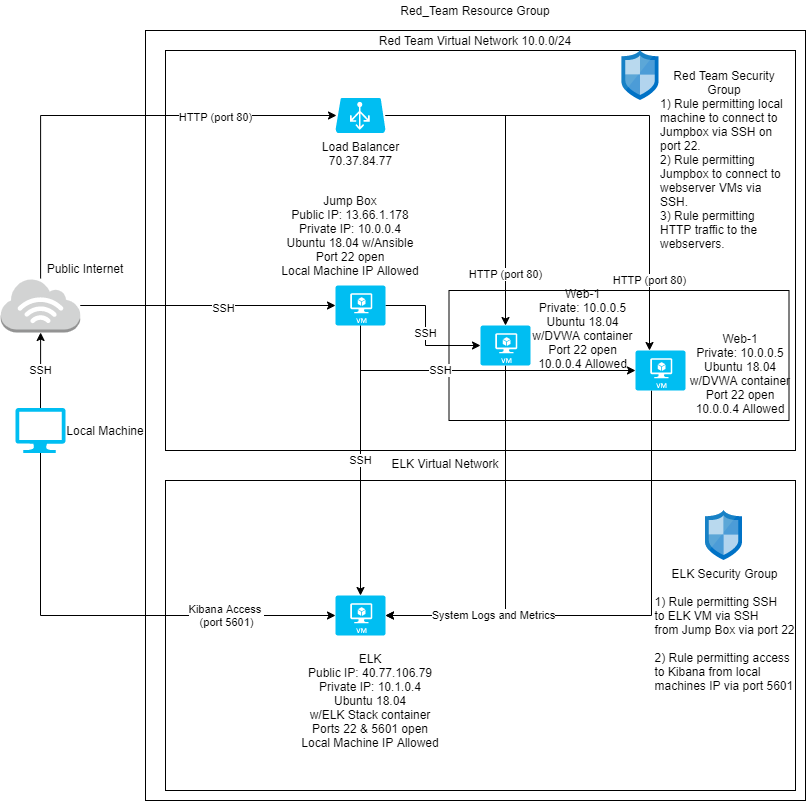 Red_Team Resource Group
Red Team Virtual Network 10.0.0/24
Red Team Security
Group
1) Rule permitting local
machine to connect to
Jumpbox via SSH on
port 22.
2) Rule permitting
Jumpbox to connect to
webserver VMs via
SSH.
3) Rule permitting
HTTP traffic to the
webservers.
HTTP (port 80)
Load Balancer
70.37.84.77
Jump Box
Public IP: 13.66.1.178
Private IP: 10.0.0.4
Ubuntu 18.04 w/Ansible
Port 22 open
Local Machine IP Allowed
Public Internet
HTTP (port 80)
HTTP (port 80)
SSH
VM
SSH
Web-1
Private: 10.0.0.5
Ubuntu 18.04
w/DVWA container
Port 22 open
10.0.0.4 Allowed
VM
Web-1
Private: 10.0.0.5
Ubuntu 18.04
w/DVWA container
Port 22 open
10.0.0.4 Allowed
VM
SSH
SSH
Local Machine
SSH
ELK Virtual Network
ELK Security Group
1) Rule permitting SSH
to ELK VM via SSH
from Jump Box via port 22
2) Rule permitting access
to Kibana from local
machines IP via port 5601
Kibana Access
(port 5601)
VM
System Logs and Metrics
ELK
Public IP: 40.77.106.79
Private IP: 10.1.0.4
Ubuntu 18.04
w/ELK Stack container
Ports 22 & 5601 open
Local Machine IP Allowed